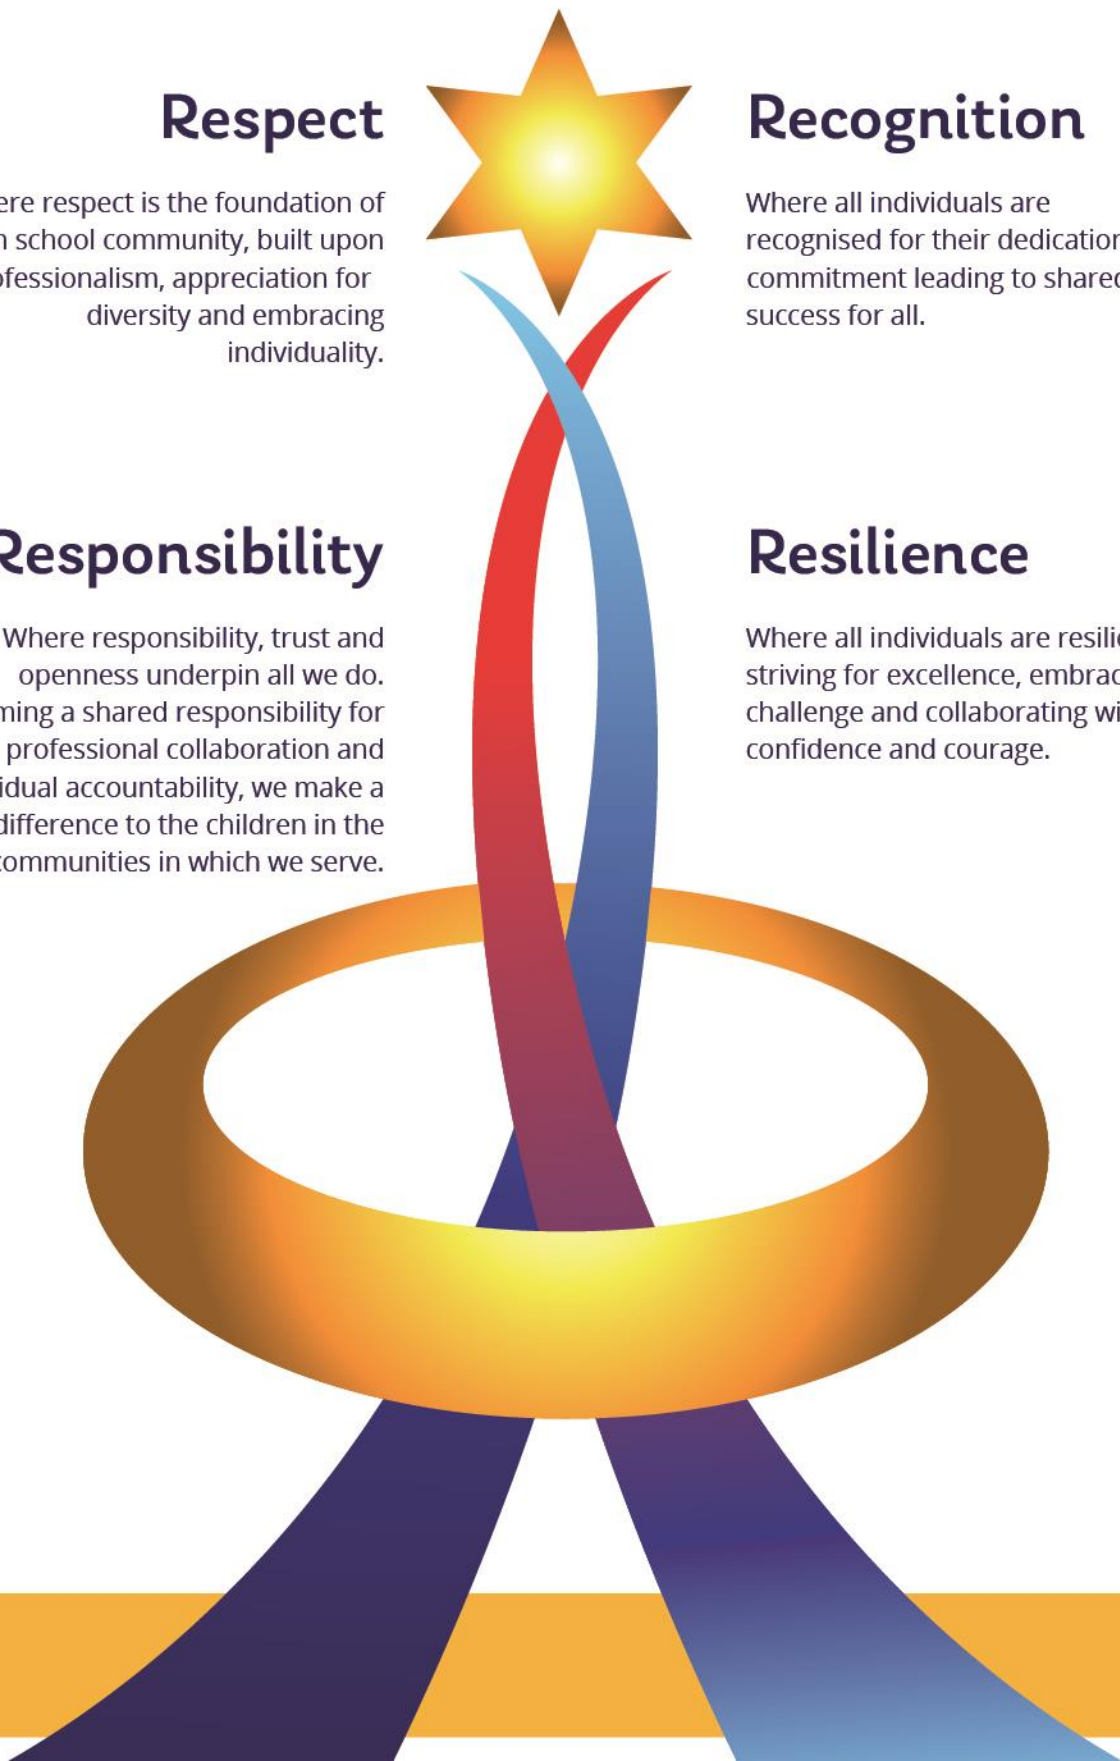 Respect
ere respect is the foundation of
school community, built upon
ofessionalism, appreciation for
diversity and embracing
individuality.
Recognition
Where all individuals are
recognised for their dedication
commitment leading to shared
success for all.
Responsibility
Where responsibility, trust and
openness underpin all we do.
ming a shared responsibility for
professional collaboration and
idual accountability, we make a
difference to the children in the
communities in which we serve.
Resilience
Where all individuals are resilie
striving for excellence, embrac
challenge and collaborating wi
confidence and courage.